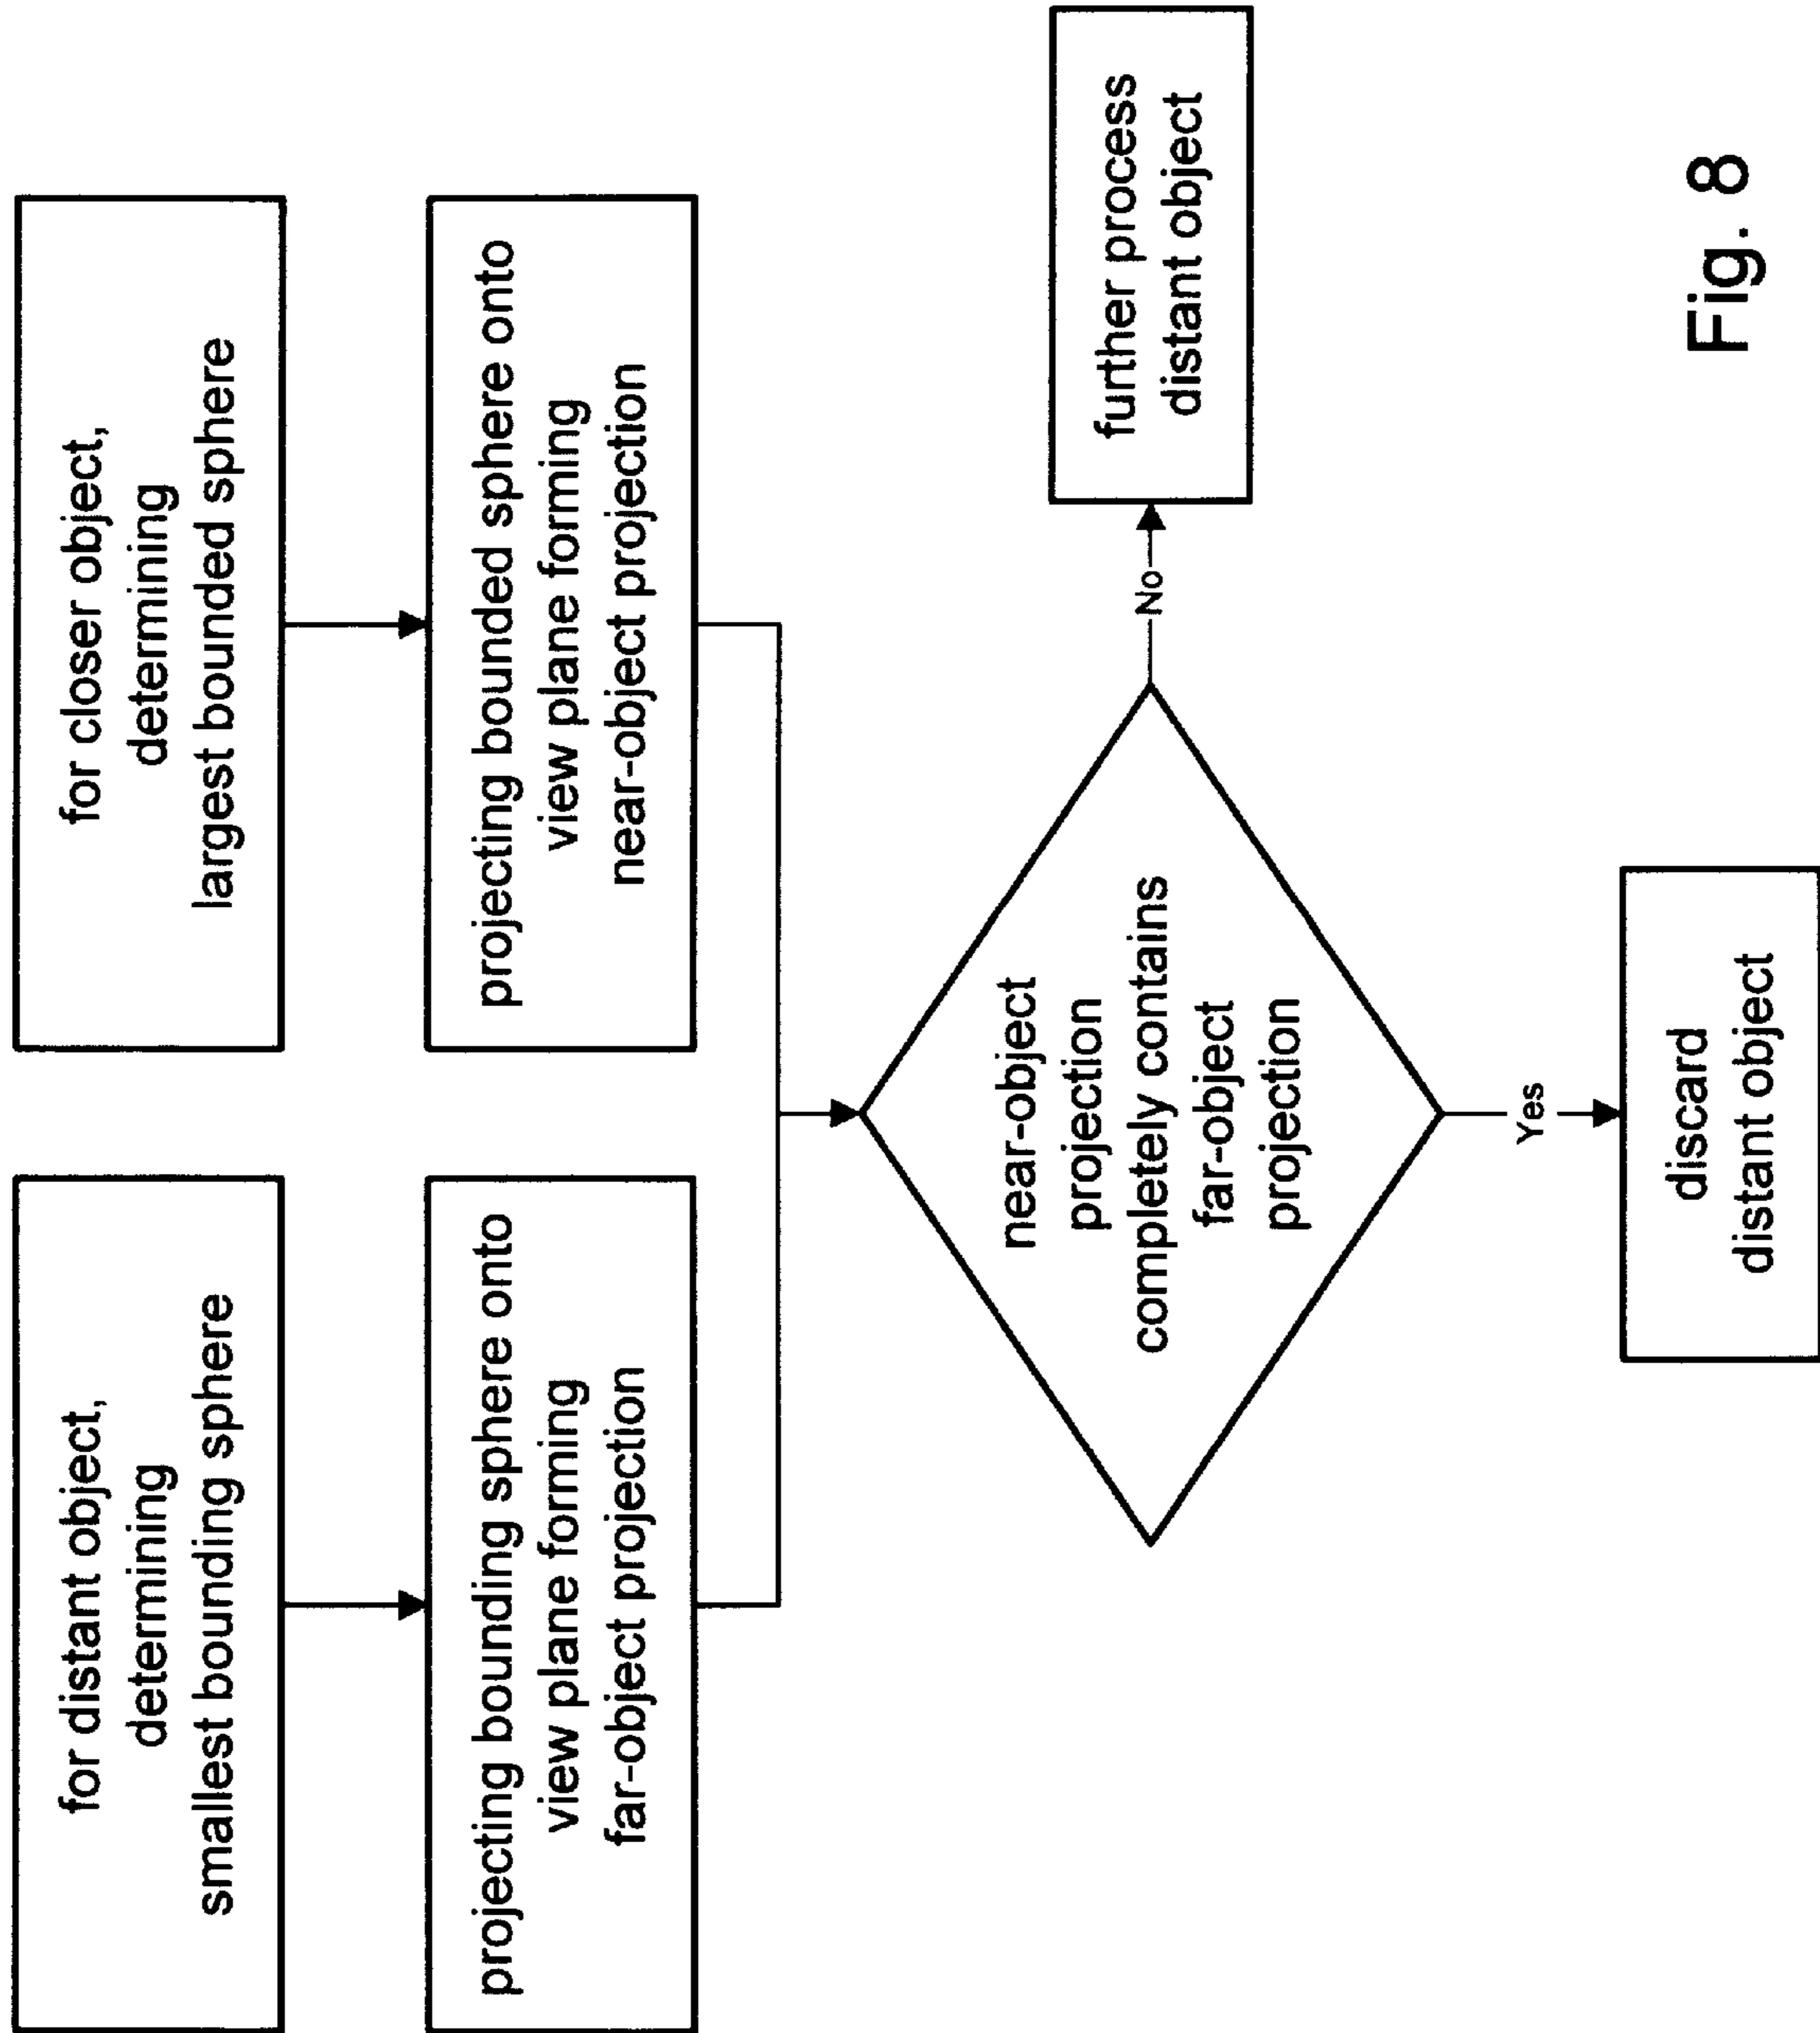 for distant object,
determining
smallest bounding sphere
for closer object,
determining
largest bounded sphere
projecting bounding sphere onto
view plane forming
far-object projection
projecting bounded sphere onto
view plane forming
near-object projection
near-object
projection
completely contains
far-object
projection
No
further process
distant object
Yes
discard
distant object
Fig. 8